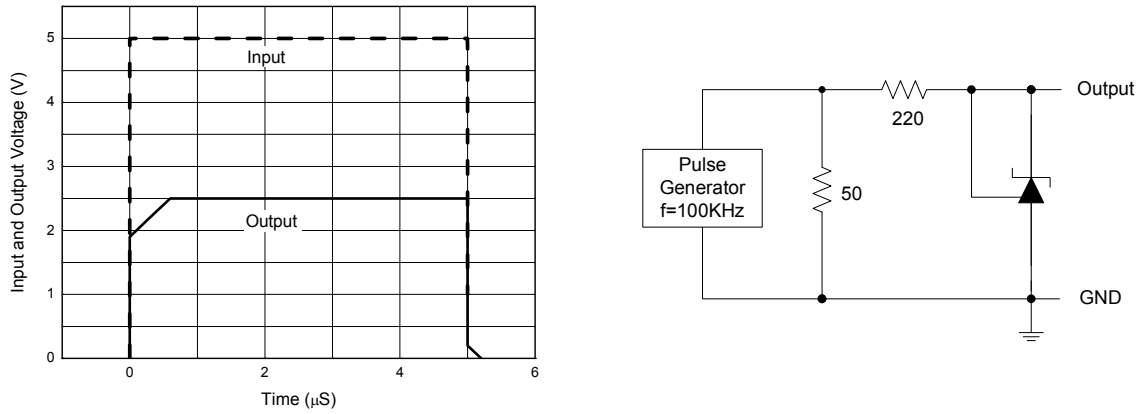 Input and Output Voltage (V)
5
4
3
2
1
0
Input
Output
0
2
4
6
Time (μS)
Pulse
Generator
f=100KHz
50
220
Output
GND